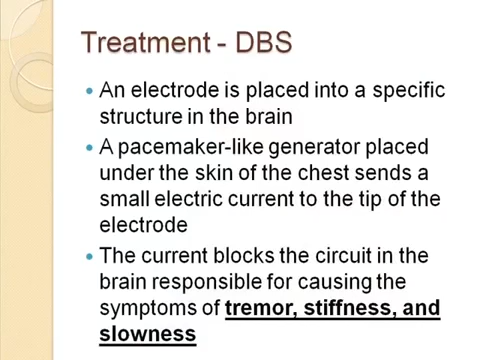 Treatment - DBS
• An electrode is placed into a specific
structure in the brain
• A pacemaker-like generator placed
under the skin of the chest sends a
small electric current to the tip of the
electrode
• The current blocks the circuit in the
brain responsible for causing the
symptoms of tremor, stiffness, and
slowness